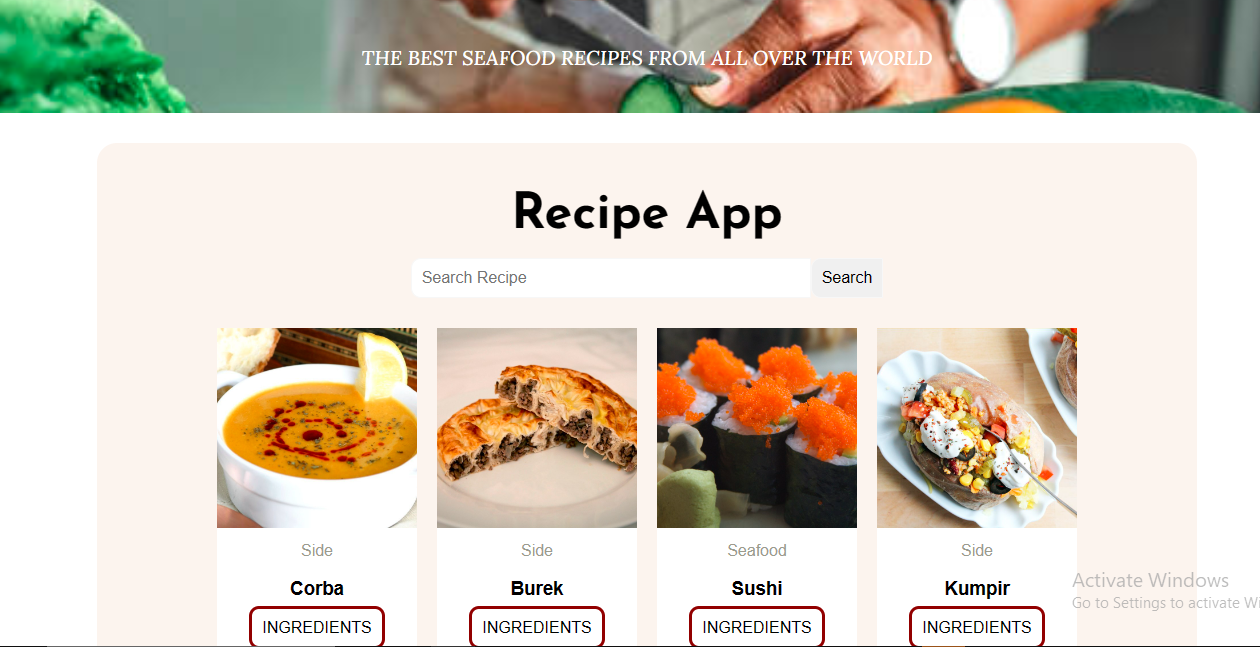 THE BEST SEAFOOD RECIPES FROM ALL OVER THE WORLD
Recipe App
Search Recipe Search
Side Side Seafood Side
Corba Burek Sushi Kumpir
INGREDIENTS INGREDIENTS INGREDIENTS INGREDIENTS
Activate Windows
Go to Settings to activate